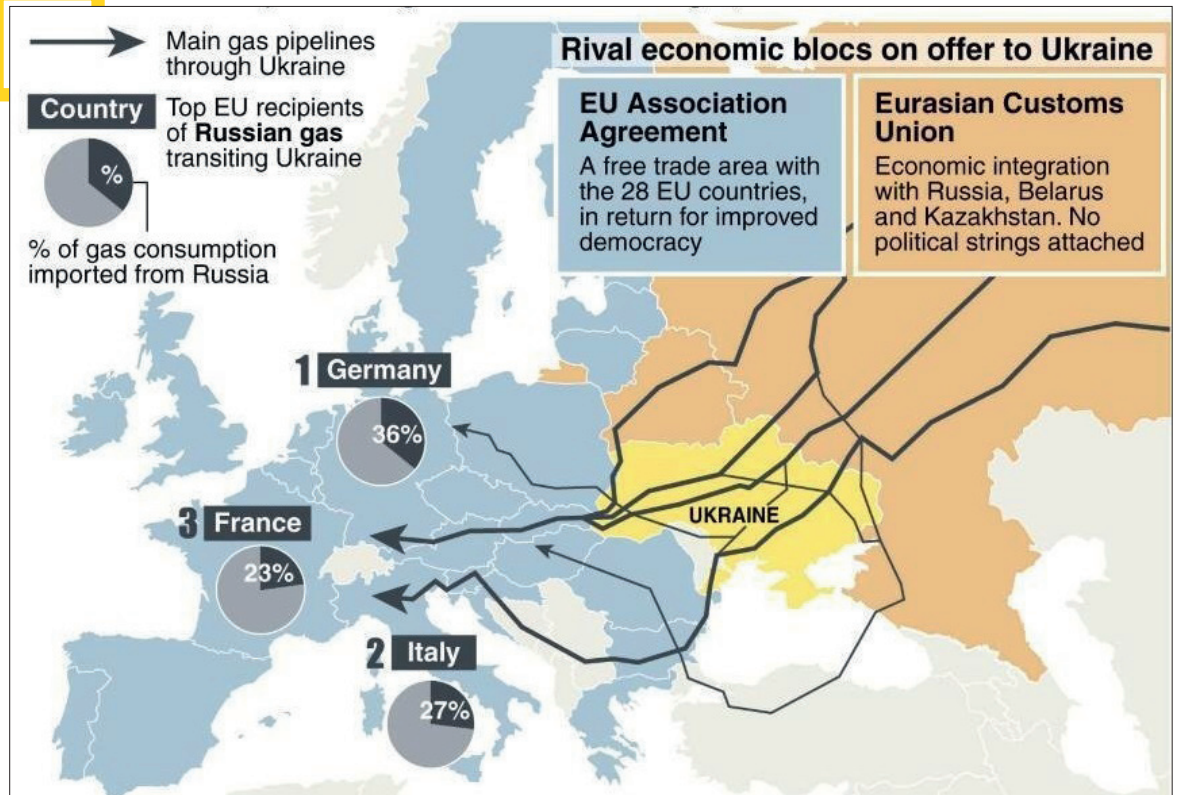 Main gas pipelines
through Ukraine
Country
Top EU recipients
of Russian gas
transiting Ukraine
%
% of gas consumption
imported from Russia
Rival economic blocs on offer to Ukraine
EU Association
Agreement
A free trade area with
the 28 EU countries,
in return for improved
democracy
Eurasian Customs
Union
Economic integration
with Russia, Belarus
and Kazakhstan. No
political strings attached
1 Germany
36%
3 France
23%
2 Italy
27%
UKRAINE